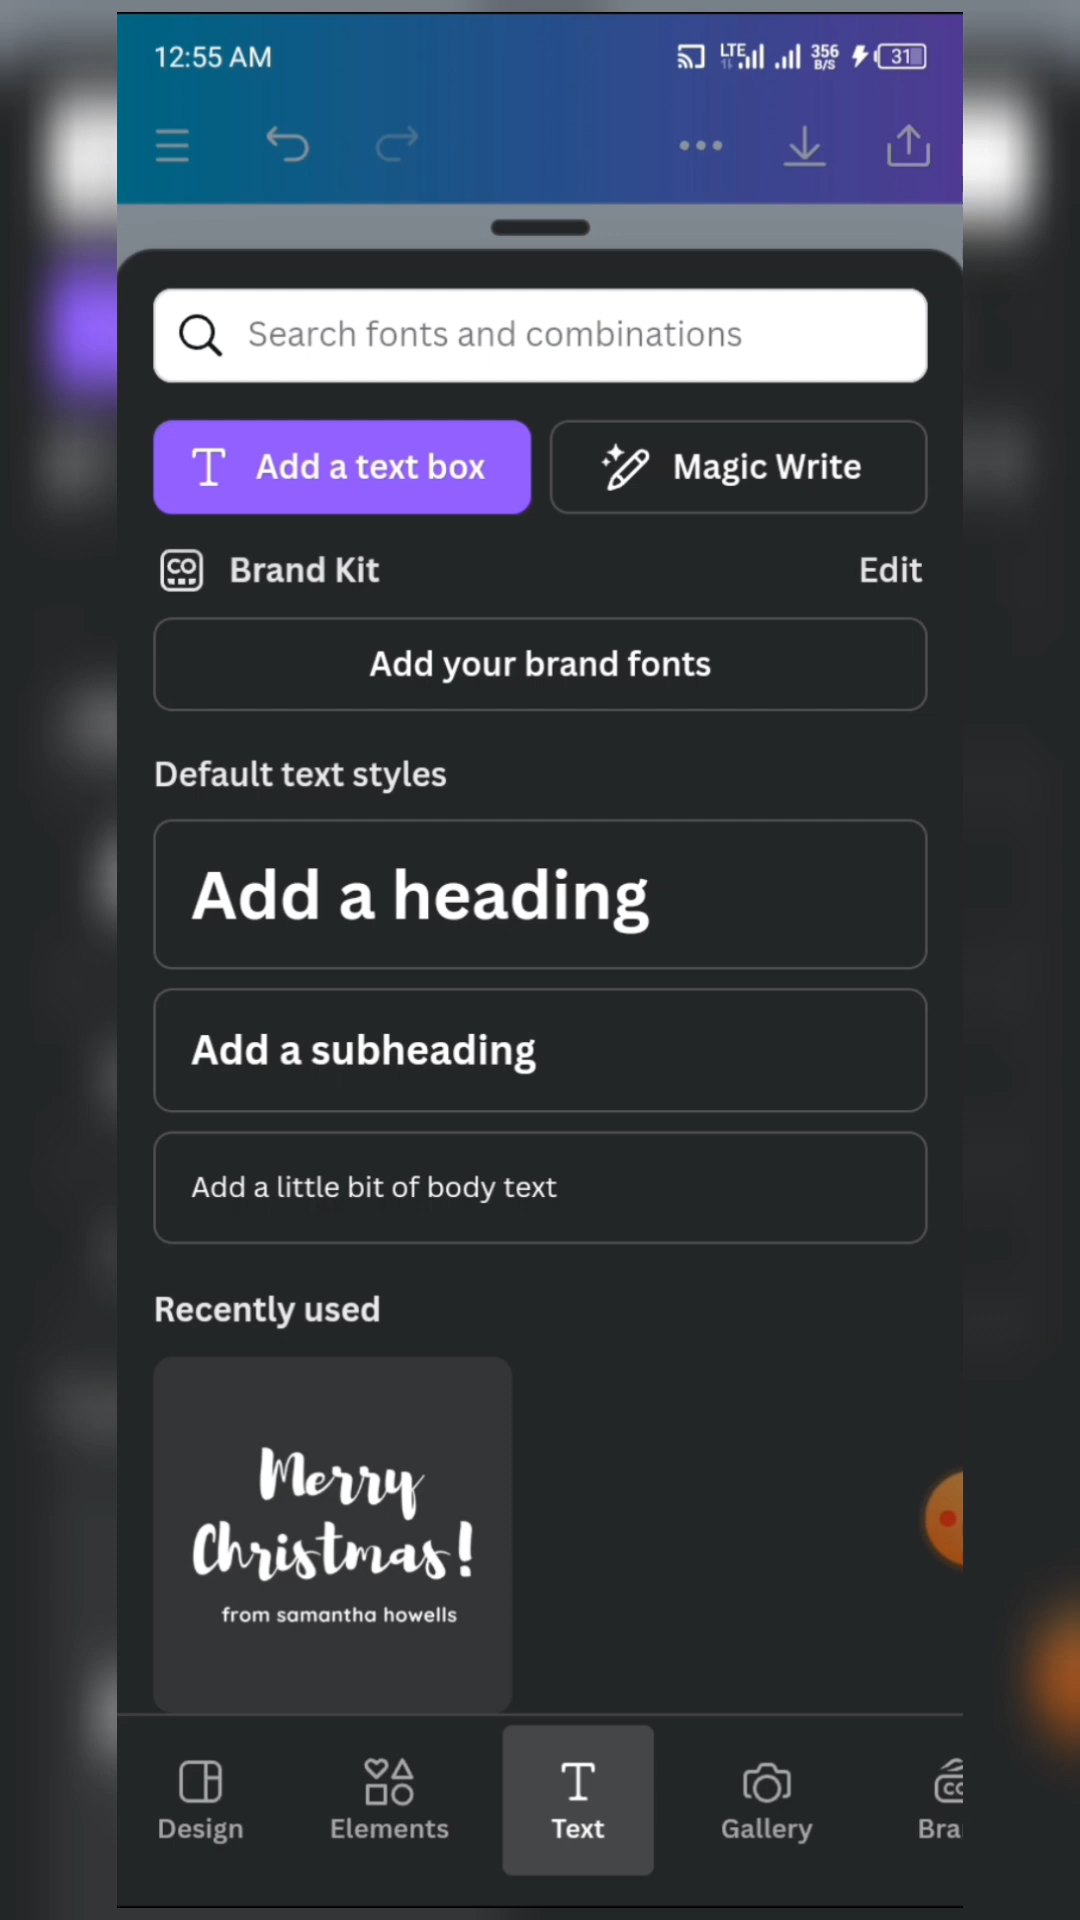 12:55 AM
LTE 356 B/S 31
Search fonts and combinations
Add a text box
Magic Write
CO Brand Kit
Edit
Add your brand fonts
Default text styles
Add a heading
Add a subheading
Add a little bit of body text
Recently used
Merry
Christmas!
from samantha howells
Design
Elements
Text
Gallery